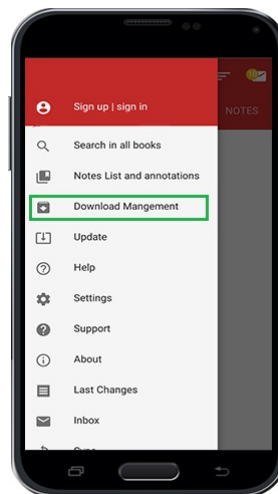 Sign up | sign in
NOTES
Search in all books
Notes List and annotations
Download Mangement
Update
Help
Settings
Support
About
Last Changes
Inbox